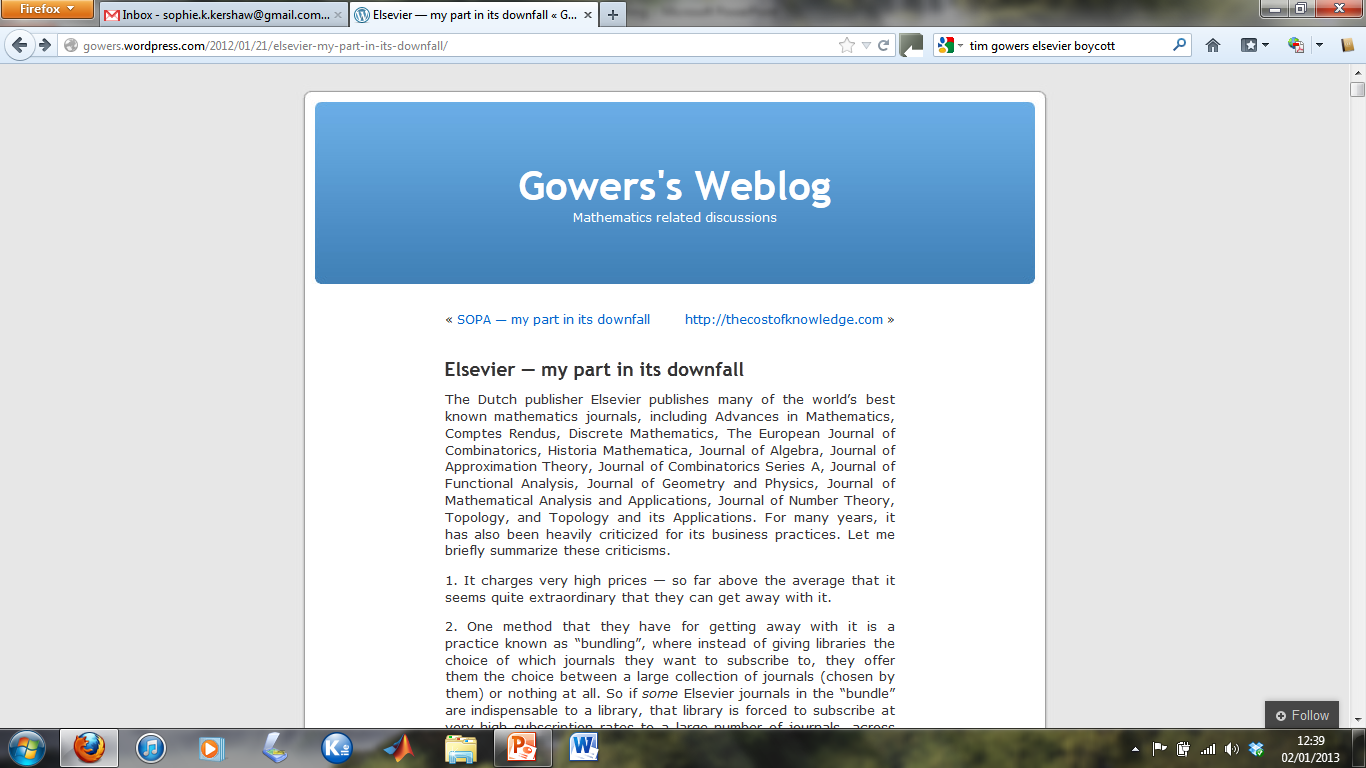 Firefox
Inbox - sophie.k.kershaw@gmail.com...
Elsevier — my part in its downfall « G...
gowers.wordpress.com/2012/01/21/elsevier-my-part-in-its-downfall/
tim gowers elsevier boycott
Gowers's Weblog
Mathematics related discussions
« SOPA — my part in its downfall
http://thecostofknowledge.com »
Elsevier — my part in its downfall
The Dutch publisher Elsevier publishes many of the world’s best
known mathematics journals, including Advances in Mathematics,
Comptes Rendus, Discrete Mathematics, The European Journal of
Combinatorics, Historia Mathematica, Journal of Algebra, Journal of
Approximation Theory, Journal of Combinatorics Series A, Journal of
Functional Analysis, Journal of Geometry and Physics, Journal of
Mathematical Analysis and Applications, Journal of Number Theory,
Topology, and Topology and its Applications. For many years, it
has also been heavily criticized for its business practices. Let me
briefly summarize these criticisms.
1. It charges very high prices — so far above the average that it
seems quite extraordinary that they can get away with it.
2. One method that they have for getting away with it is a
practice known as “bundling”, where instead of giving libraries the
choice of which journals they want to subscribe to, they offer
them the choice between a large collection of journals (chosen by
them) or nothing at all. So if some Elsevier journals in the “bundle”
are indispensable to a library, that library is forced to subscribe at
very high subscription rates to a large number of journals, across
Follow
12:39
02/01/2013